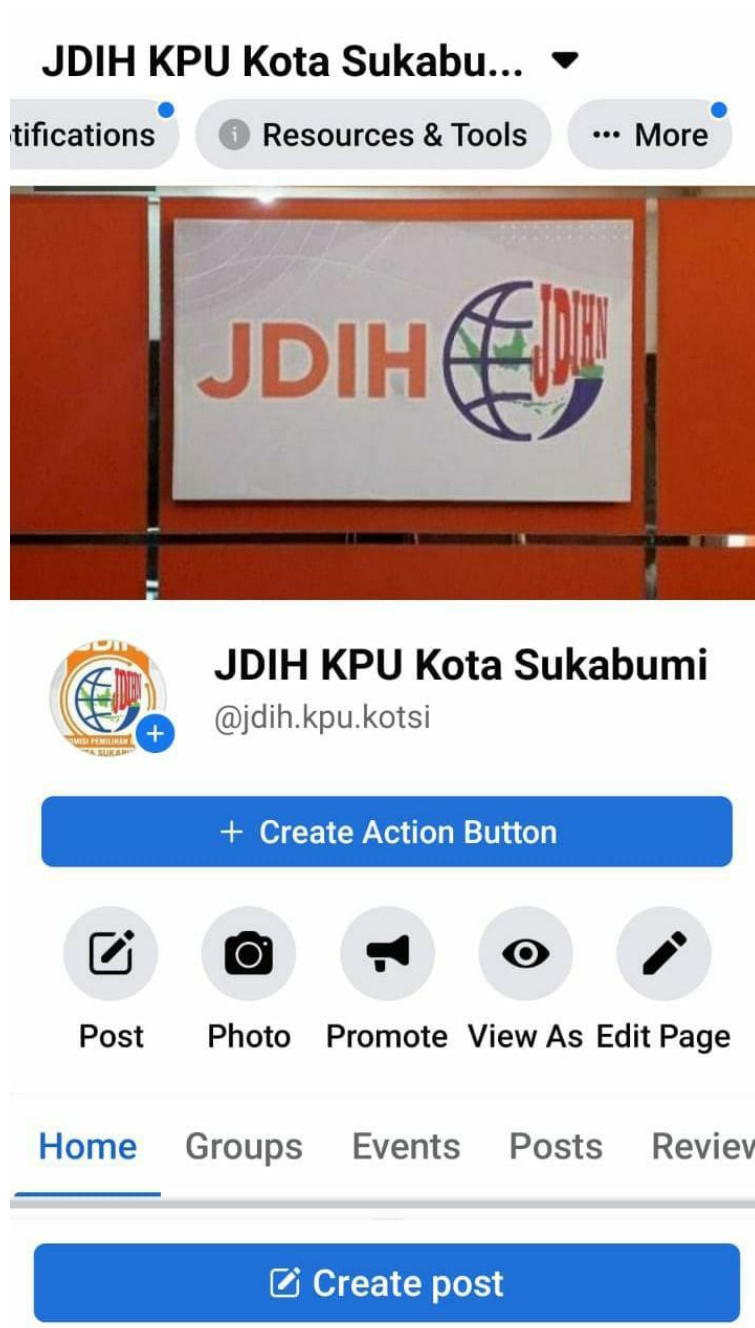 JDIH KPU Kota Sukabu...
tifications
Resources & Tools
More
JDIH
JDIHN
JDIHN
JDIH KPU Kota Sukabumi
@jdih.kpu.kotsi
Create Action Button
Post
Photo
Promote
View As
Edit Page
Home
Groups
Events
Posts
Review
Create post